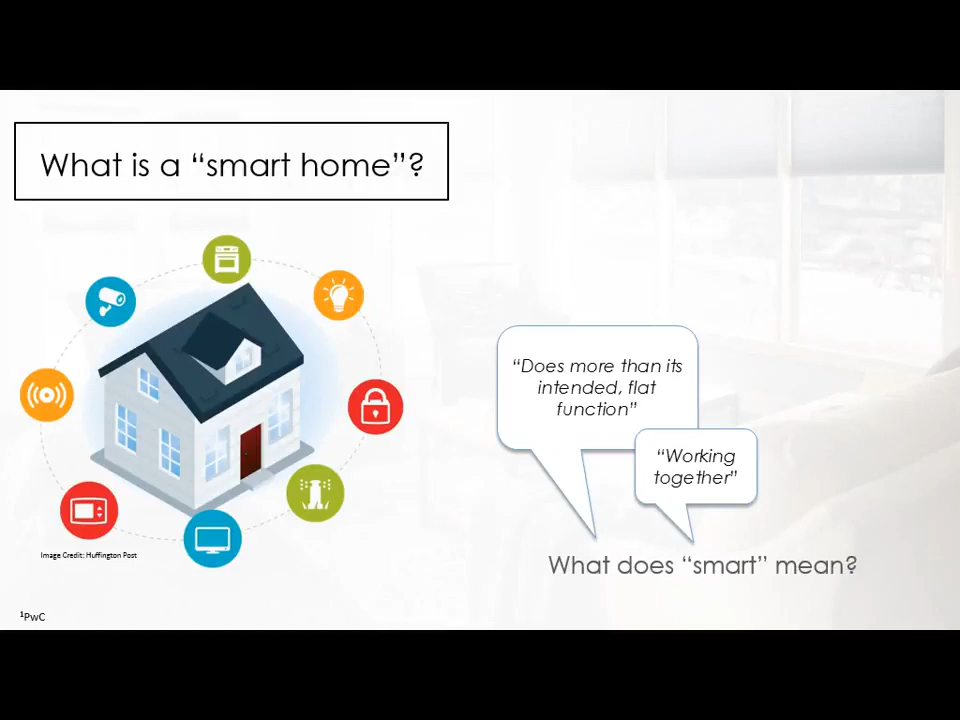 What is a “smart home”?
“Does more than its
intended, flat
function”
“Working
together”
What does “smart” mean?
Image Credit: Huffington Post
¹PwC